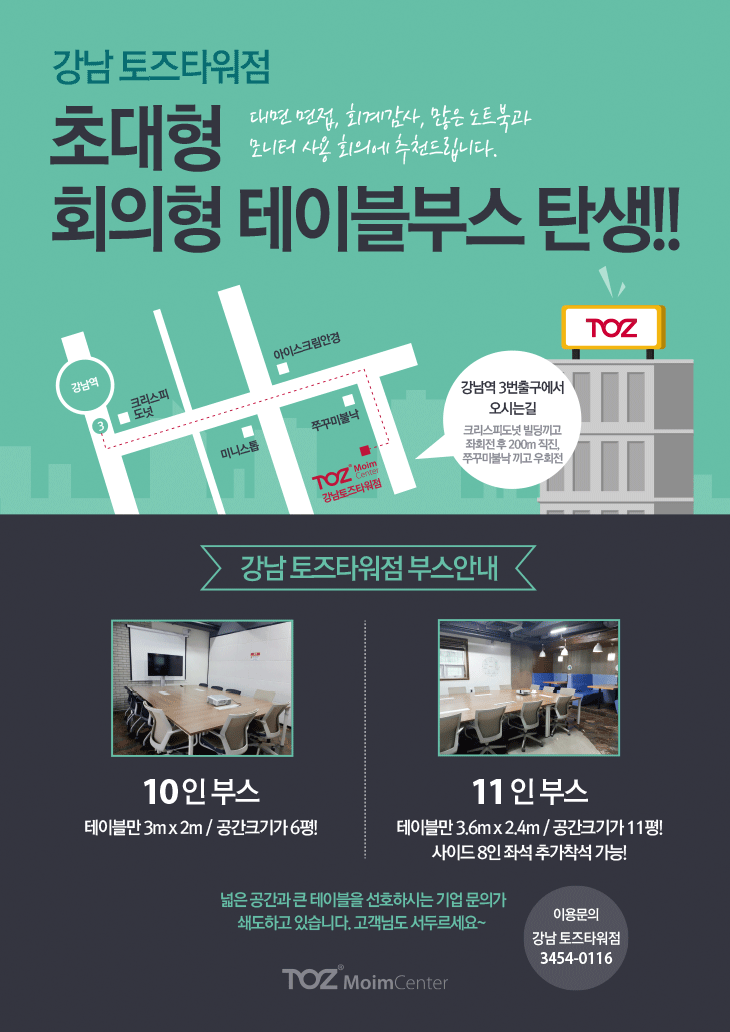 강남 토즈타워점
초대형
대면 면접, 회계감사, 많은 노트북과
모니터 사용 회의에 추천드립니다.
회의형 테이블부스 탄생!!
TOZ
아이스크림안경
강남역
크리스피
도넛
3
미니스톱
쭈꾸미불낙
TOZ® Moim
Center
강남토즈타워점
강남역 3번출구에서
오시는길
크리스피도넛 빌딩끼고
좌회전 후 200m 직진,
쭈꾸미불낙 끼고 우회전
강남 토즈타워점 부스안내
10인 부스
테이블만 3m x 2m / 공간크기가 6평!
11인 부스
테이블만 3.6m x 2.4m / 공간크기가 11평!
사이드 8인 좌석 추가착석 가능!
넓은 공간과 큰 테이블을 선호하시는 기업 문의가
쇄도하고 있습니다. 고객님도 서두르세요~
이용문의
강남 토즈타워점
3454-0116
TOZ® MoimCenter